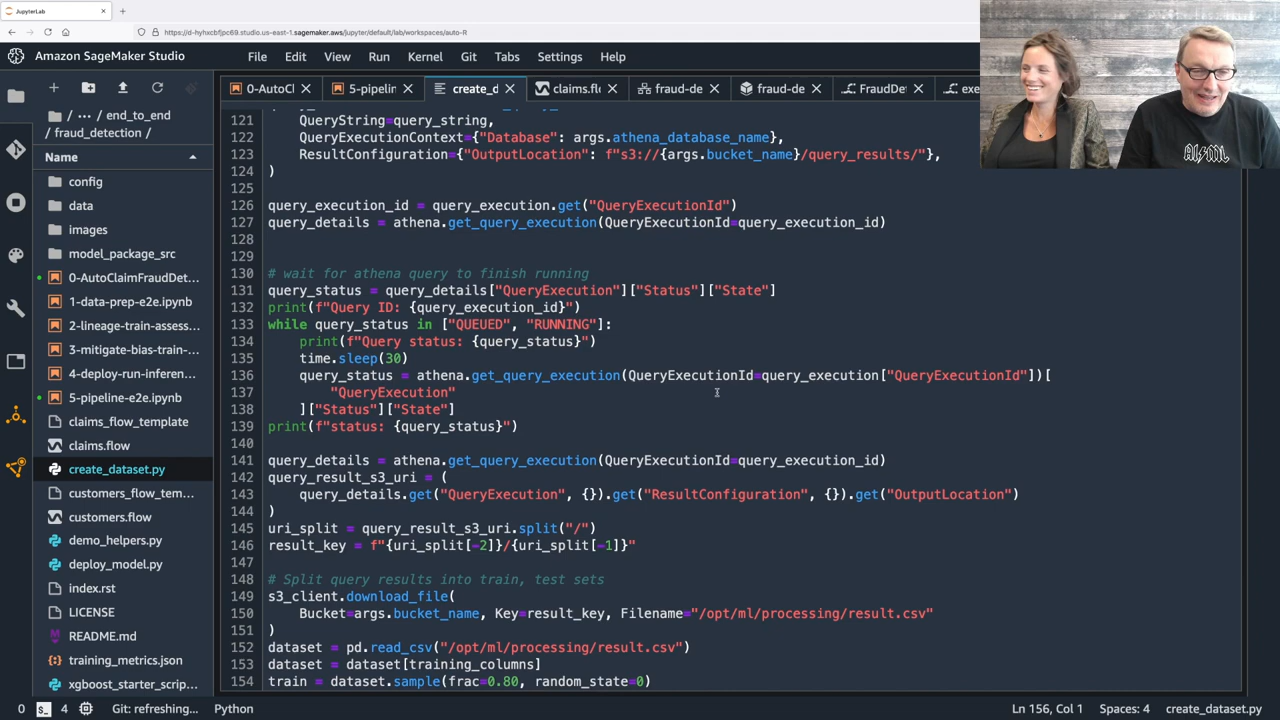 JupyterLab
https://d-hyhxcbfjpc69.studio.us-east-1.sagemaker.aws/jupyter/default/lab/workspaces/auto-R
Amazon SageMaker Studio
File Edit View Run Kernel Git Tabs Settings Help
0-AutoCl
5-pipelin
create_d
claims.flo
fraud-de
fraud-de
FraudDet
exe
/ ··· / end_to_end
/ fraud_detection /
Name
config
data
images
model_package_src
0-AutoClaimFraudDet...
1-data-prep-e2e.ipynb
2-lineage-train-assess...
3-mitigate-bias-train-...
4-deploy-run-inferen...
5-pipeline-e2e.ipynb
claims_flow_template
claims.flow
create_dataset.py
customers_flow_tem...
customers.flow
demo_helpers.py
deploy_model.py
index.rst
LICENSE
README.md
training_metrics.json
xgboost_starter_scrip...
121 QueryString=query_string,
122 QueryExecutionContext={"Database": args.athena_database_name},
123 ResultConfiguration={"OutputLocation": f"s3://{args.bucket_name}/query_results/"},
124 )
125
126 query_execution_id = query_execution.get("QueryExecutionId")
127 query_details = athena.get_query_execution(QueryExecutionId=query_execution_id)
128
129
130 # wait for athena query to finish running
131 query_status = query_details["QueryExecution"]["Status"]["State"]
132 print(f"Query ID: {query_execution_id}")
133 while query_status in ["QUEUED", "RUNNING"]:
134 print(f"Query status: {query_status}")
135 time.sleep(30)
136 query_status = athena.get_query_execution(QueryExecutionId=query_execution["QueryExecutionId"])[
137 "QueryExecution"
138 ]["Status"]["State"]
139 print(f"status: {query_status}")
140
141 query_details = athena.get_query_execution(QueryExecutionId=query_execution_id)
142 query_result_s3_uri = (
143 query_details.get("QueryExecution", {}).get("ResultConfiguration", {}).get("OutputLocation")
144 )
145 uri_split = query_result_s3_uri.split("/")
146 result_key = f"{uri_split[-2]}/{uri_split[-1]}"
147
148 # Split query results into train, test sets
149 s3_client.download_file(
150 Bucket=args.bucket_name, Key=result_key, Filename="/opt/ml/processing/result.csv"
151 )
152 dataset = pd.read_csv("/opt/ml/processing/result.csv")
153 dataset = dataset[training_columns]
154 train = dataset.sample(frac=0.80, random_state=0)
AI/ML
0 $_ 4 Git: refreshing... Python Ln 156, Col 1 Spaces: 4 create_dataset.py